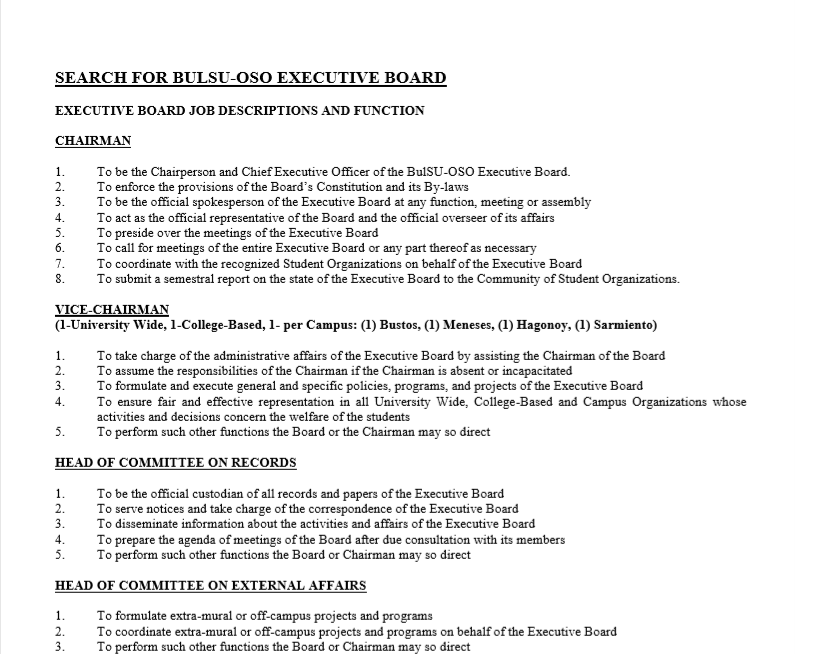 SEARCH FOR BULSU-OSO EXECUTIVE BOARD
EXECUTIVE BOARD JOB DESCRIPTIONS AND FUNCTION
CHAIRMAN
1. To be the Chairperson and Chief Executive Officer of the BulSU-OSO Executive Board.
2. To enforce the provisions of the Board's Constitution and its By-laws
3. To be the official spokesperson of the Executive Board at any function, meeting or assembly
4. To act as the official representative of the Board and the official overseer of its affairs
5. To preside over the meetings of the Executive Board
6. To call for meetings of the entire Executive Board or any part thereof as necessary
7. To coordinate with the recognized Student Organizations on behalf of the Executive Board
8. To submit a semestral report on the state of the Executive Board to the Community of Student Organizations.
VICE-CHAIRMAN
(1-University Wide, 1-College-Based, 1- per Campus: (1) Bustos, (1) Meneses, (1) Hagonoy, (1) Sarmiento)
1. To take charge of the administrative affairs of the Executive Board by assisting the Chairman of the Board
2. To assume the responsibilities of the Chairman if the Chairman is absent or incapacitated
3. To formulate and execute general and specific policies, programs, and projects of the Executive Board
4. To ensure fair and effective representation in all University Wide, College-Based and Campus Organizations whose
activities and decisions concern the welfare of the students
5. To perform such other functions the Board or the Chairman may so direct
HEAD OF COMMITTEE ON RECORDS
1. To be the official custodian of all records and papers of the Executive Board
2. To serve notices and take charge of the correspondence of the Executive Board
3. To disseminate information about the activities and affairs of the Executive Board
4. To prepare the agenda of meetings of the Board after due consultation with its members
5. To perform such other functions the Board or Chairman may so direct
HEAD OF COMMITTEE ON EXTERNAL AFFAIRS
1. To formulate extra-mural or off-campus projects and programs
2. To coordinate extra-mural or off-campus projects and programs on behalf of the Executive Board
3. To perform such other functions the Board or Chairman may so direct